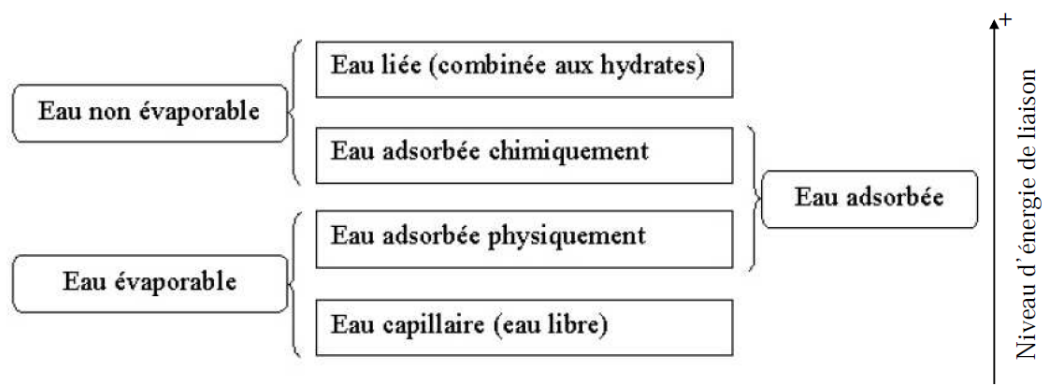 Eau liée (combinée aux hydrates)
Eau non évaporable
Eau adsorbée chimiquement
Eau adsorbée
Eau adsorbée physiquement
Eau évaporable
Eau capillaire (eau libre)
+
Niveau d'énergie de liaison